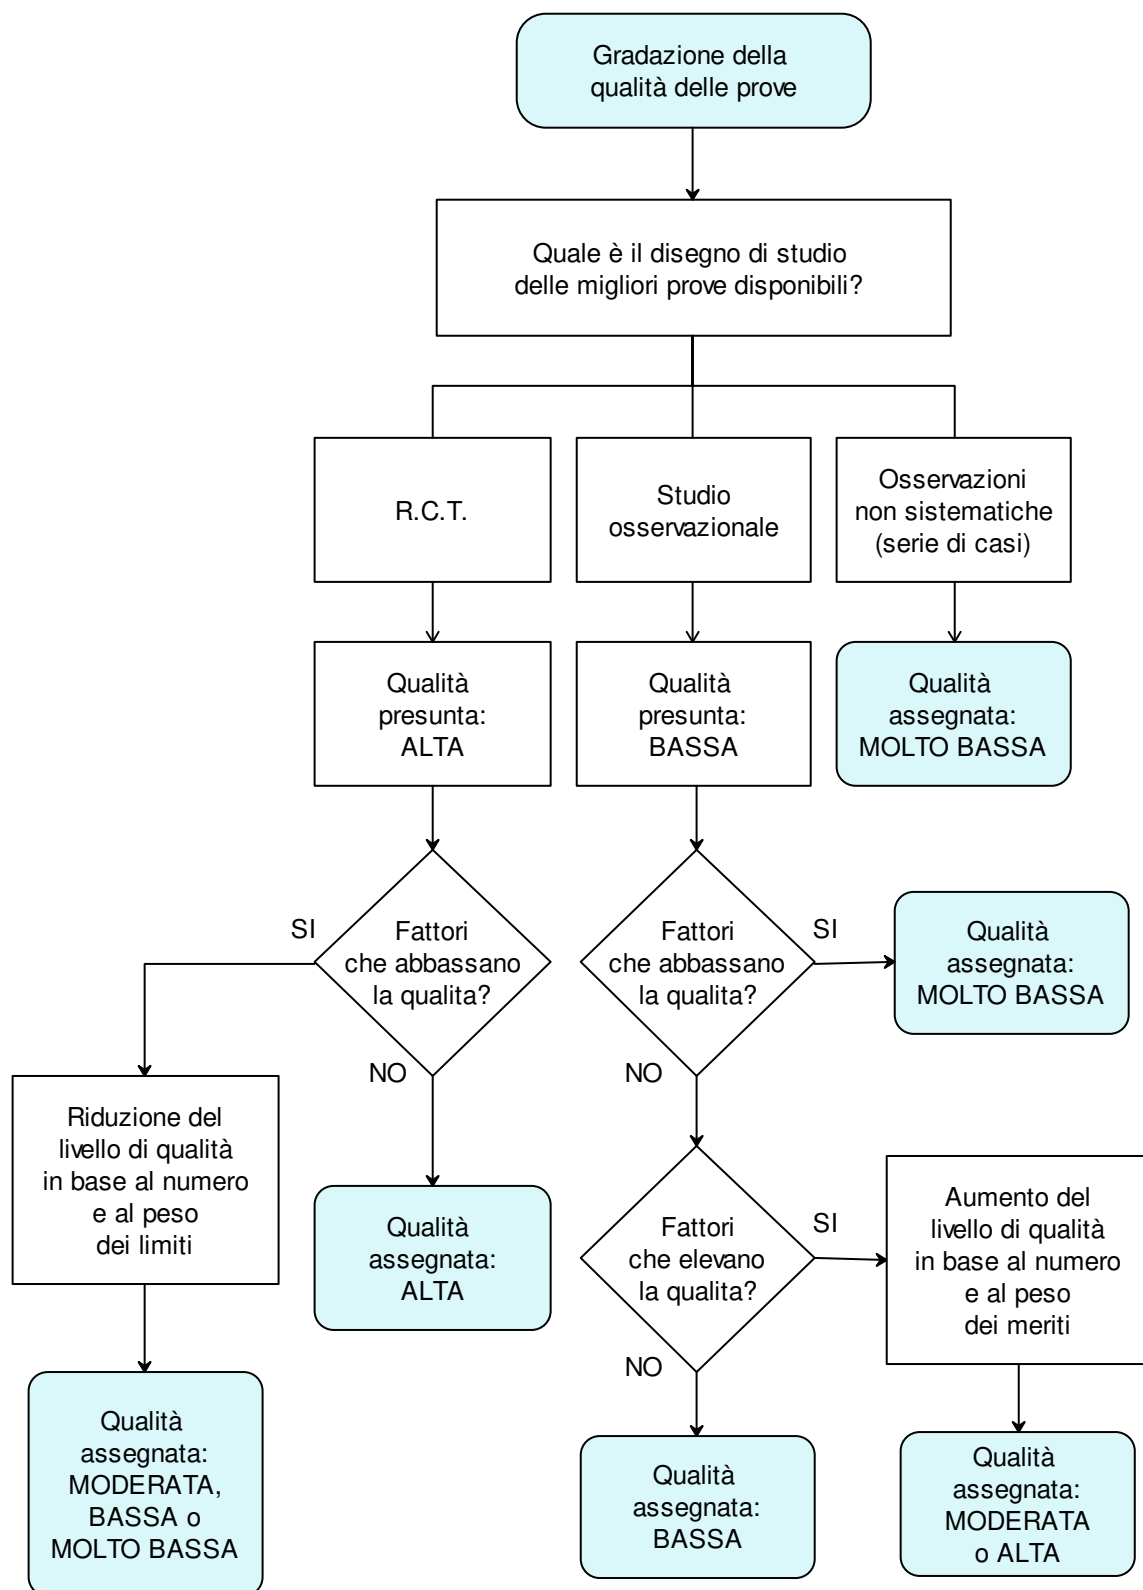 Gradazione della
qualità delle prove
Quale è il disegno di studio
delle migliori prove disponibili?
R.C.T.
Studio
osservazionale
Osservazioni
non sistematiche
(serie di casi)
Qualità
presunta:
ALTA
Qualità
presunta:
BASSA
Qualità
assegnata:
MOLTO BASSA
SI
Fattori
che abbassano
la qualita?
NO
Fattori
che abbassano
la qualita?
SI
NO
Qualità
assegnata:
MOLTO BASSA
Riduzione del
livello di qualità
in base al numero
e al peso
dei limiti
Qualità
assegnata:
ALTA
Fattori
che elevano
la qualita?
SI
NO
Aumento del
livello di qualità
in base al numero
e al peso
dei meriti
Qualità
assegnata:
MODERATA,
BASSA o
MOLTO BASSA
Qualità
assegnata:
BASSA
Qualità
assegnata:
MODERATA
o ALTA